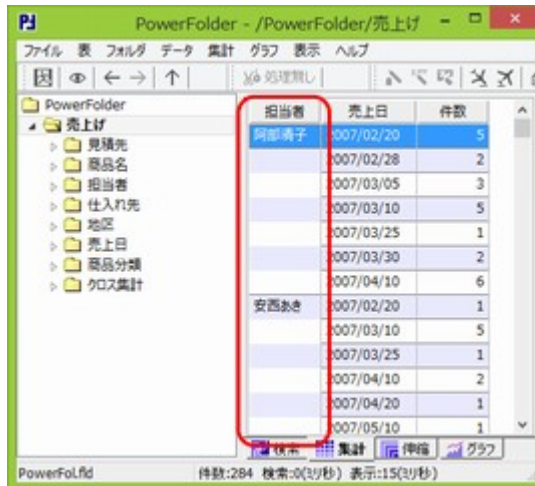 PowerFolder - /PowerFolder/売上げ
ファイル 表 フォルダ データ 集計 グラフ 表示 ヘルプ
処理無し
PowerFolder
売上げ
見積先
商品名
担当者
仕入れ先
地区
売上日
商品分類
クロス集計
担当者 売上日 件数
阿部清子 2007/02/20 5
2007/02/28 2
2007/03/05 3
2007/03/10 5
2007/03/25 1
2007/03/30 2
2007/04/10 6
安西あき 2007/02/20 1
2007/03/10 5
2007/03/25 1
2007/04/10 2
2007/04/20 1
2007/05/10 1
検索 集計 伸縮 グラフ
PowerFol.fld 件数:284 検索:0(ミリ秒) 表示:15(ミリ秒)